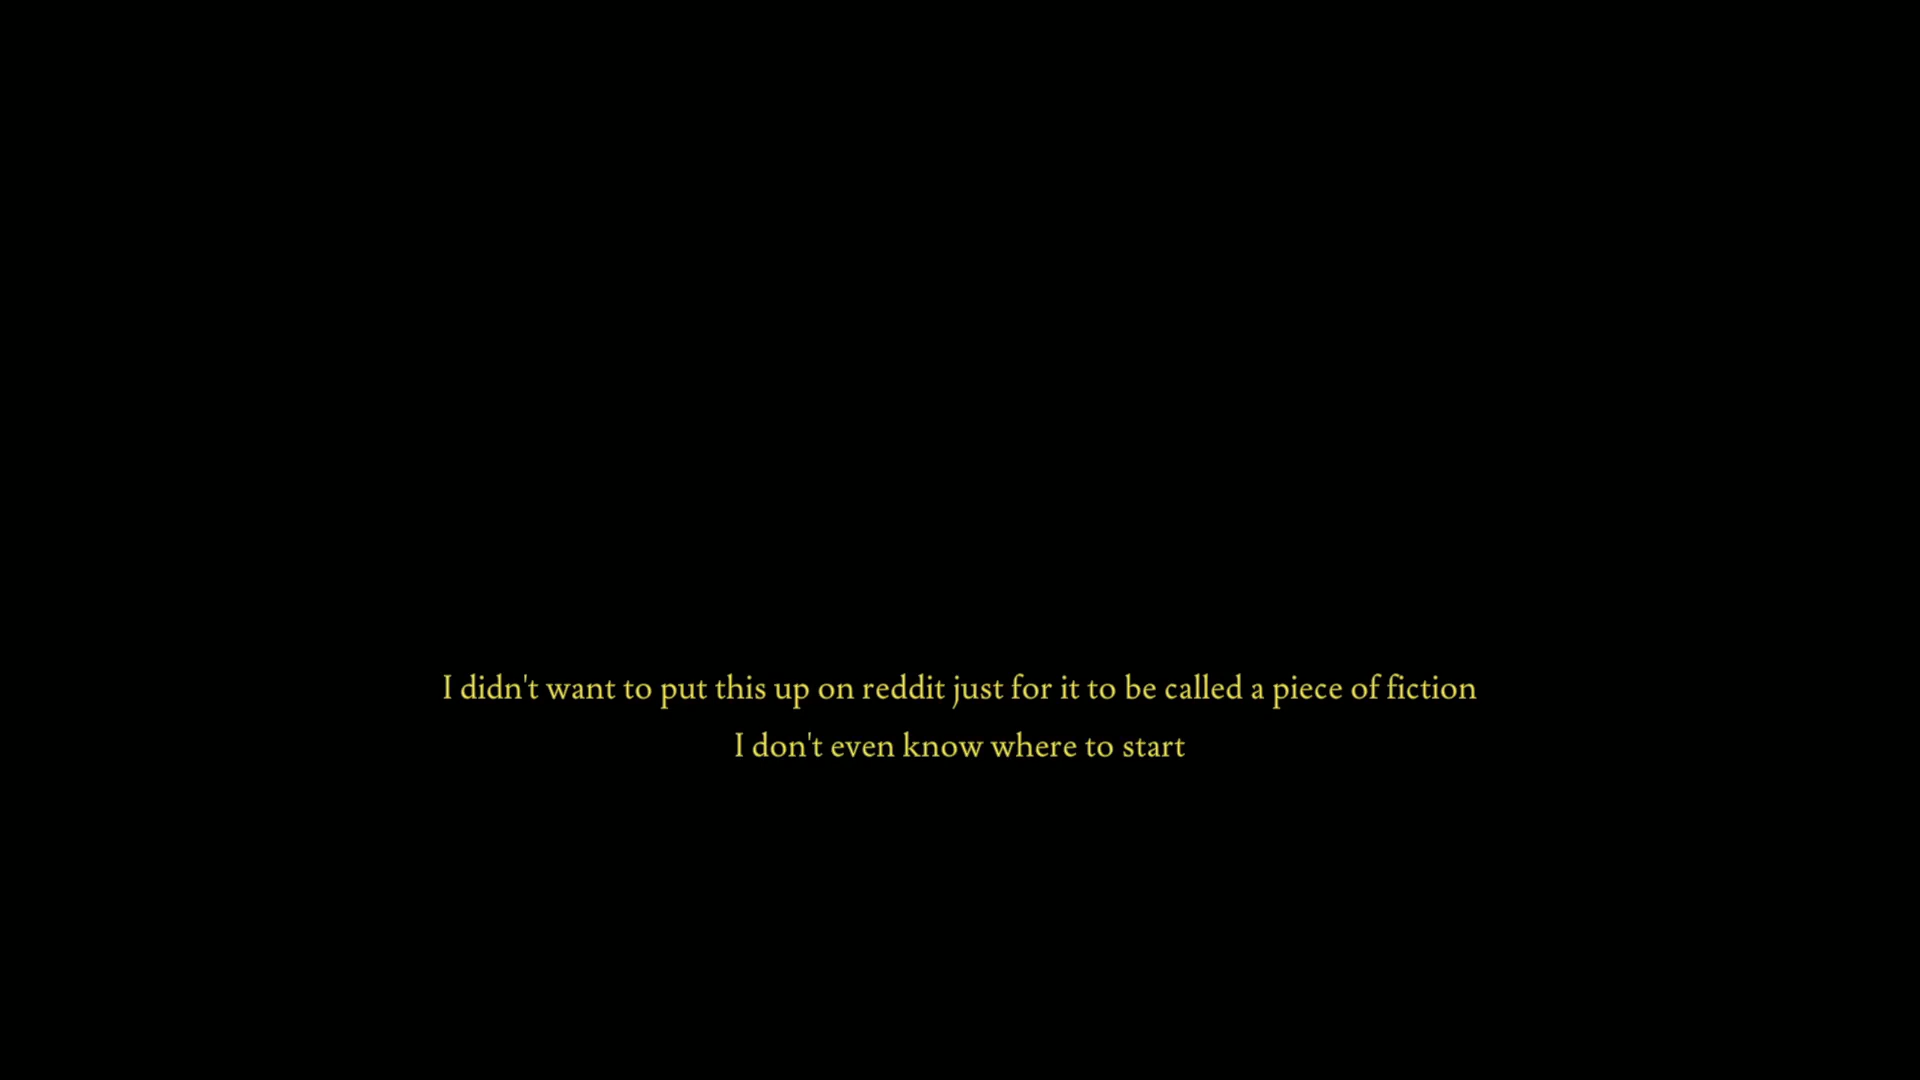 I didn't want to put this up on reddit just for it to be called a piece of fiction
I don't even know where to start